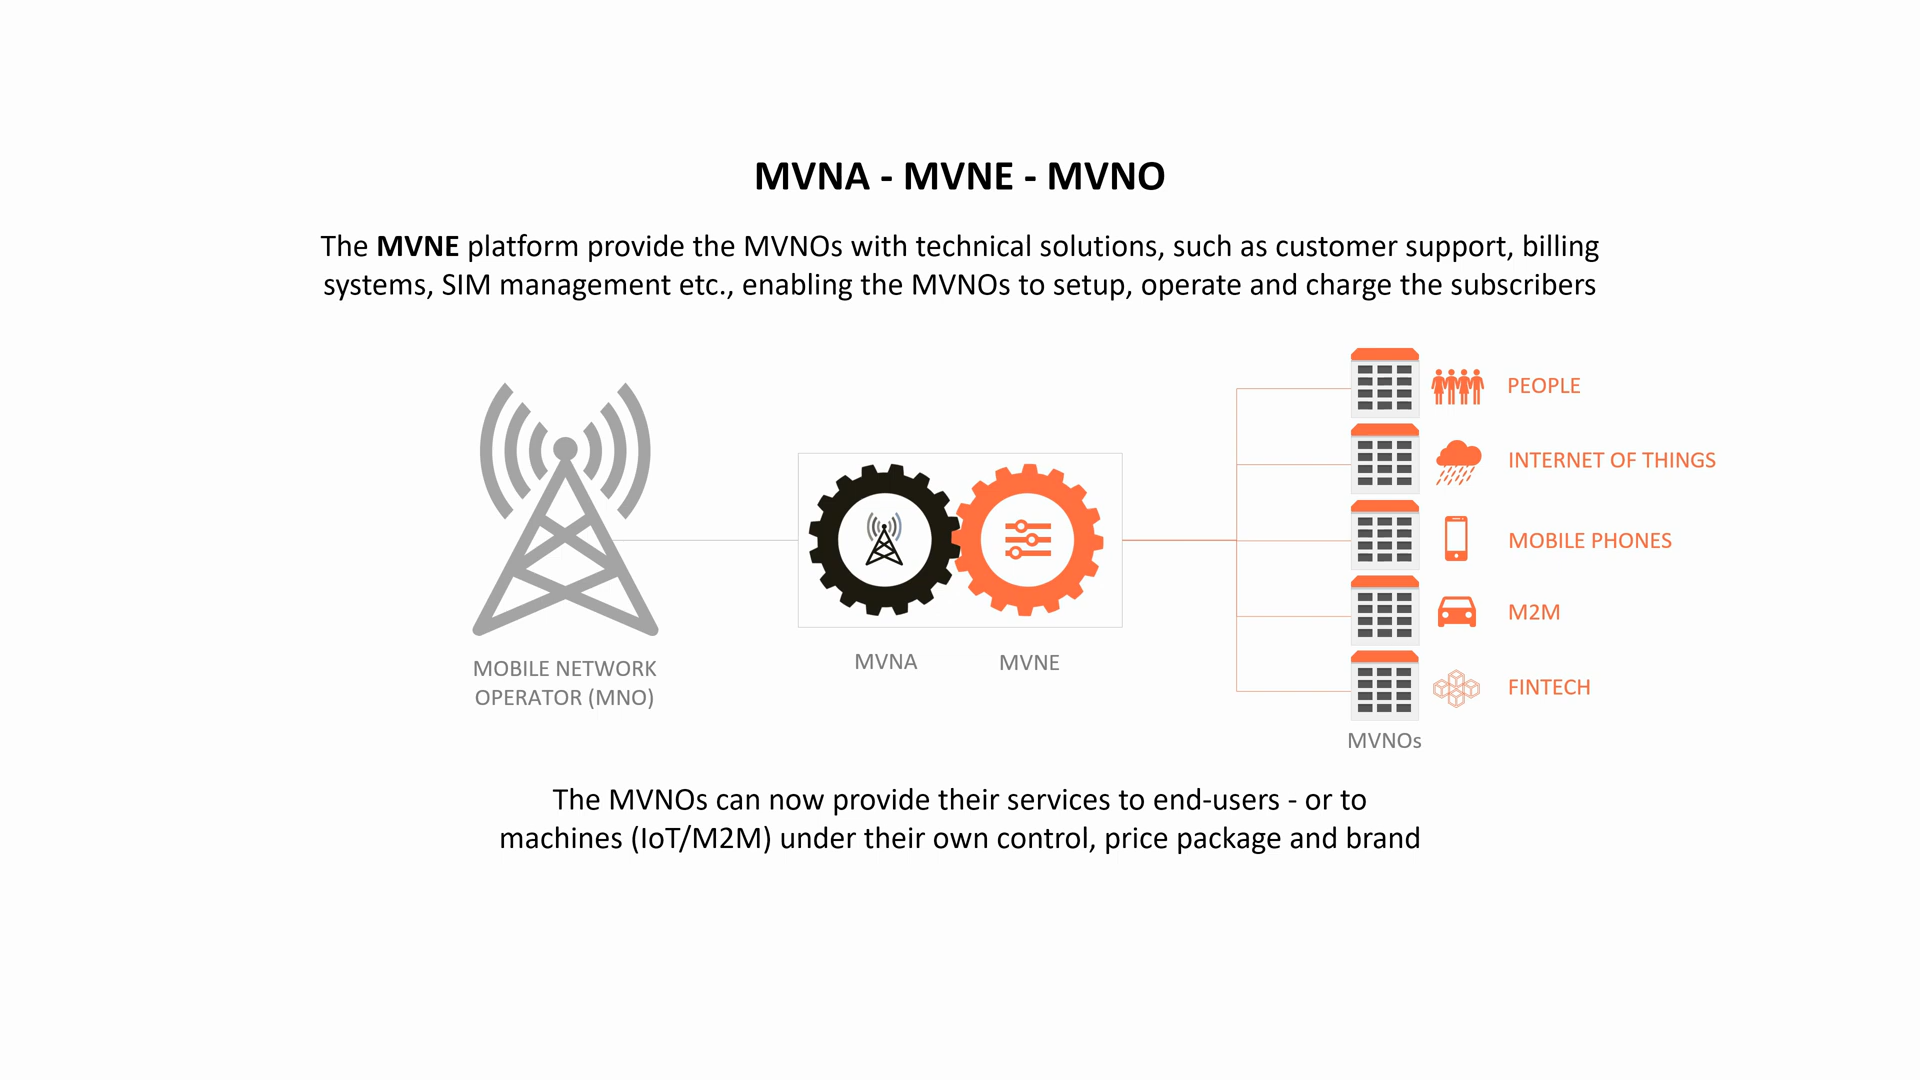 MVNA - MVNE - MVNO
The MVNE platform provide the MVNOs with technical solutions, such as customer support, billing
systems, SIM management etc., enabling the MVNOs to setup, operate and charge the subscribers
PEOPLE
INTERNET OF THINGS
MOBILE PHONES
M2M
FINTECH
MVNA
MVNE
MOBILE NETWORK
OPERATOR (MNO)
MVNOs
The MVNOs can now provide their services to end-users - or to
machines (IoT/M2M) under their own control, price package and brand